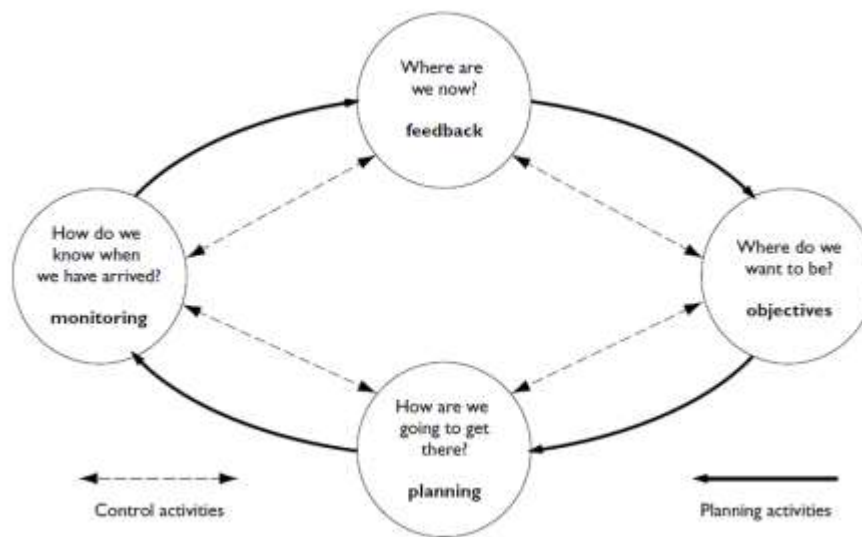 Where are
we now?
feedback
How do we
know when
we have arrived?
monitoring
Where do we
want to be?
objectives
How are we
going to get
there?
planning
Control activities
Planning activities